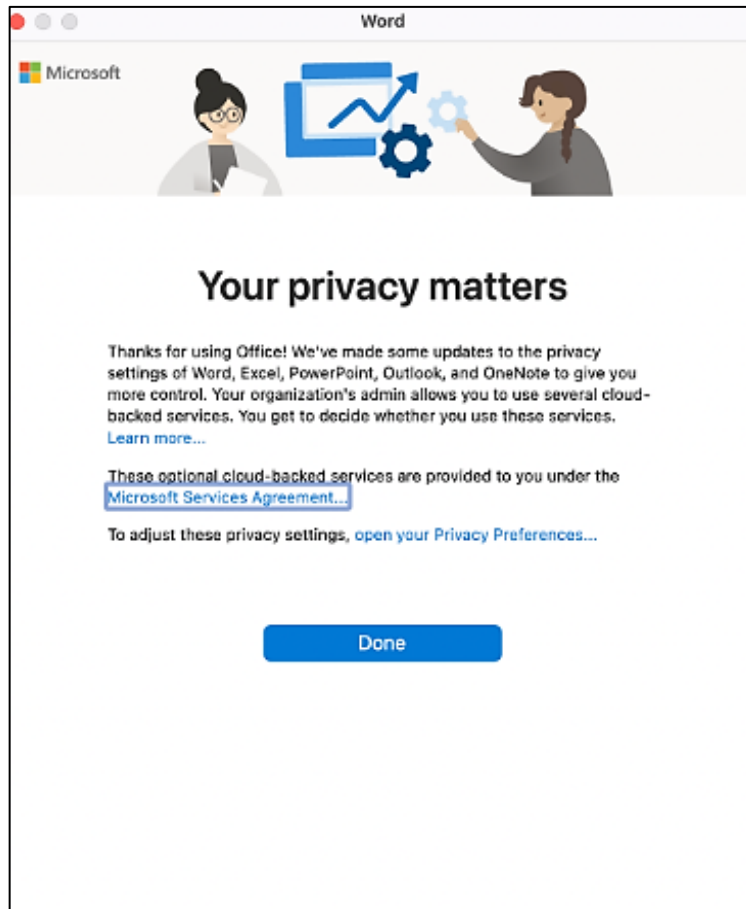 Word
Microsoft
Your privacy matters
Thanks for using Office! We've made some updates to the privacy
settings of Word, Excel, PowerPoint, Outlook, and OneNote to give you
more control. Your organization's admin allows you to use several cloud-
backed services. You get to decide whether you use these services.
Learn more...
These optional cloud-backed services are provided to you under the
Microsoft Services Agreement...
To adjust these privacy settings, open your Privacy Preferences...
Done